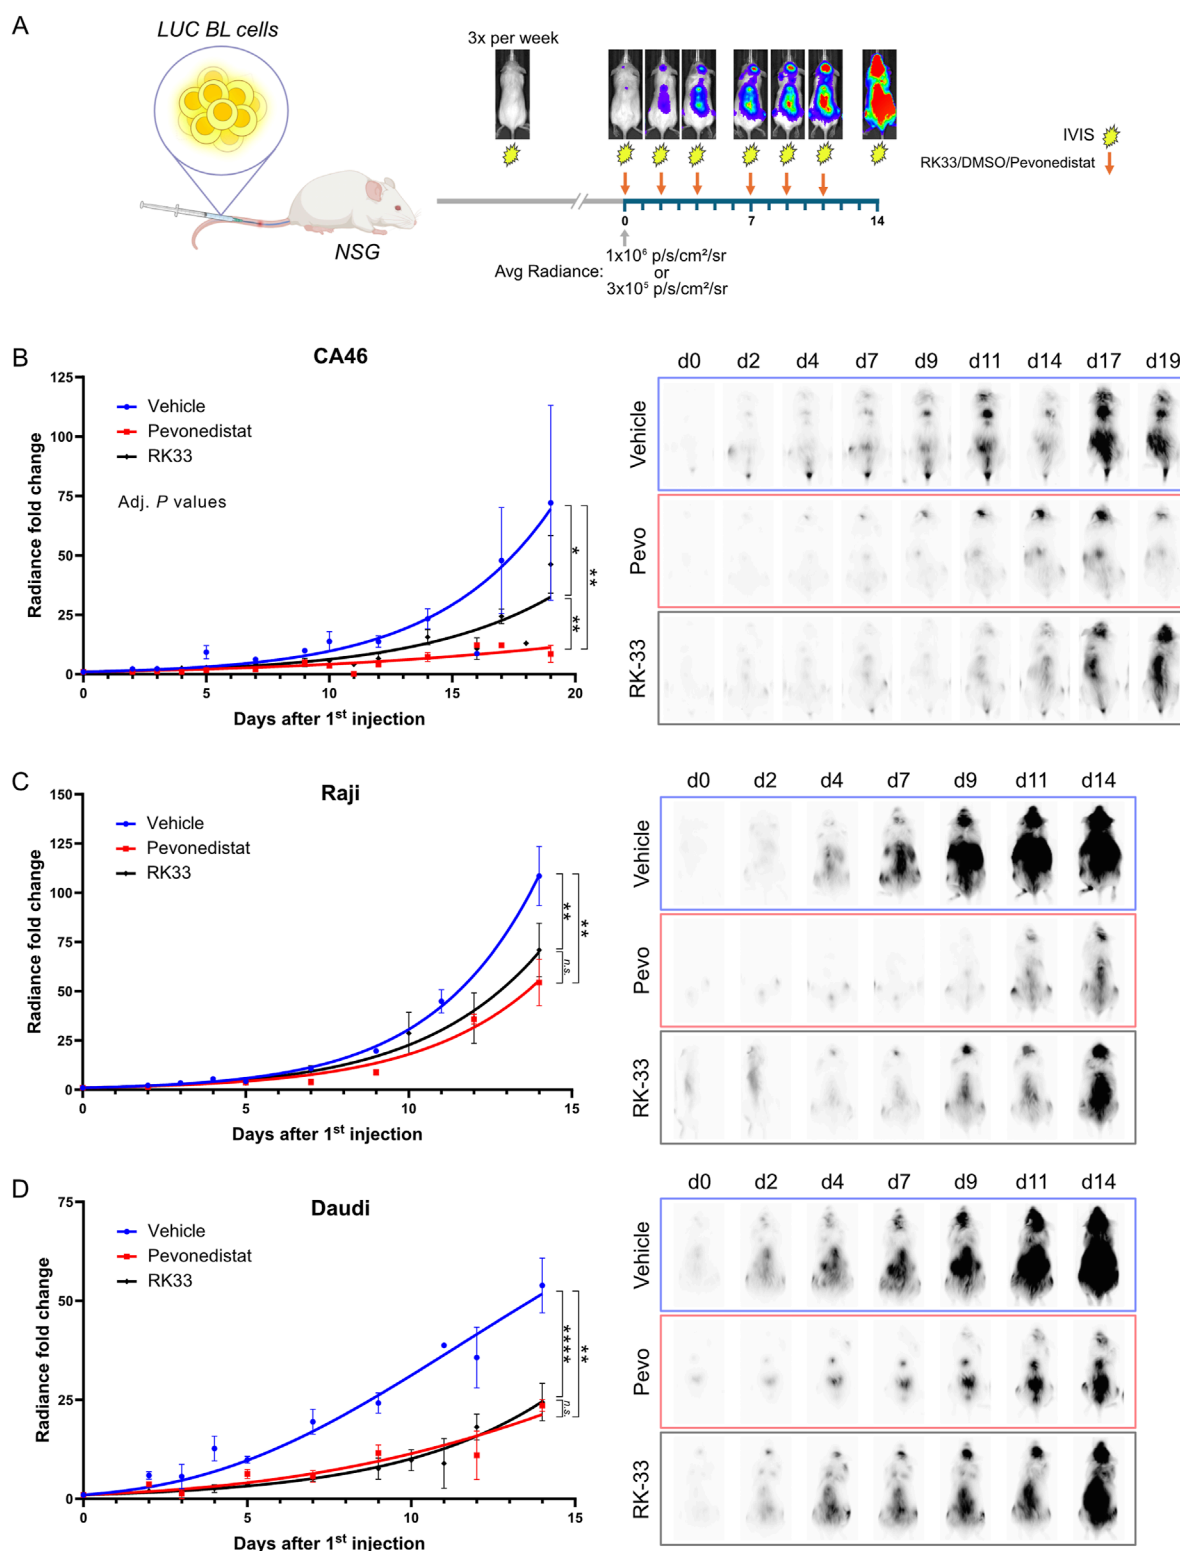 A
LUC BL cells
NSG
3x per week
0
7
14
Avg Radiance:
1x10⁶ p/s/cm²/sr
or
3x10⁵ p/s/cm²/sr
IVIS
RK33/DMSO/Pevonedistat
B
CA46
Radiance fold change
125
100
75
50
25
0
Vehicle
Pevonedistat
RK33
Adj. P values
*
**
**
0
5
10
15
20
Days after 1st injection
d0 d2 d4 d7 d9 d11 d14 d17 d19
Vehicle
Pevo
RK-33
C
Raji
Radiance fold change
150
125
100
75
50
25
0
Vehicle
Pevonedistat
RK33
**
n.s.
**
0
5
10
15
Days after 1st injection
d0 d2 d4 d7 d9 d11 d14
Vehicle
Pevo
RK-33
D
Daudi
Radiance fold change
75
50
25
0
Vehicle
Pevonedistat
RK33
****
n.s.
**
0
5
10
15
Days after 1st injection
d0 d2 d4 d7 d9 d11 d14
Vehicle
Pevo
RK-33